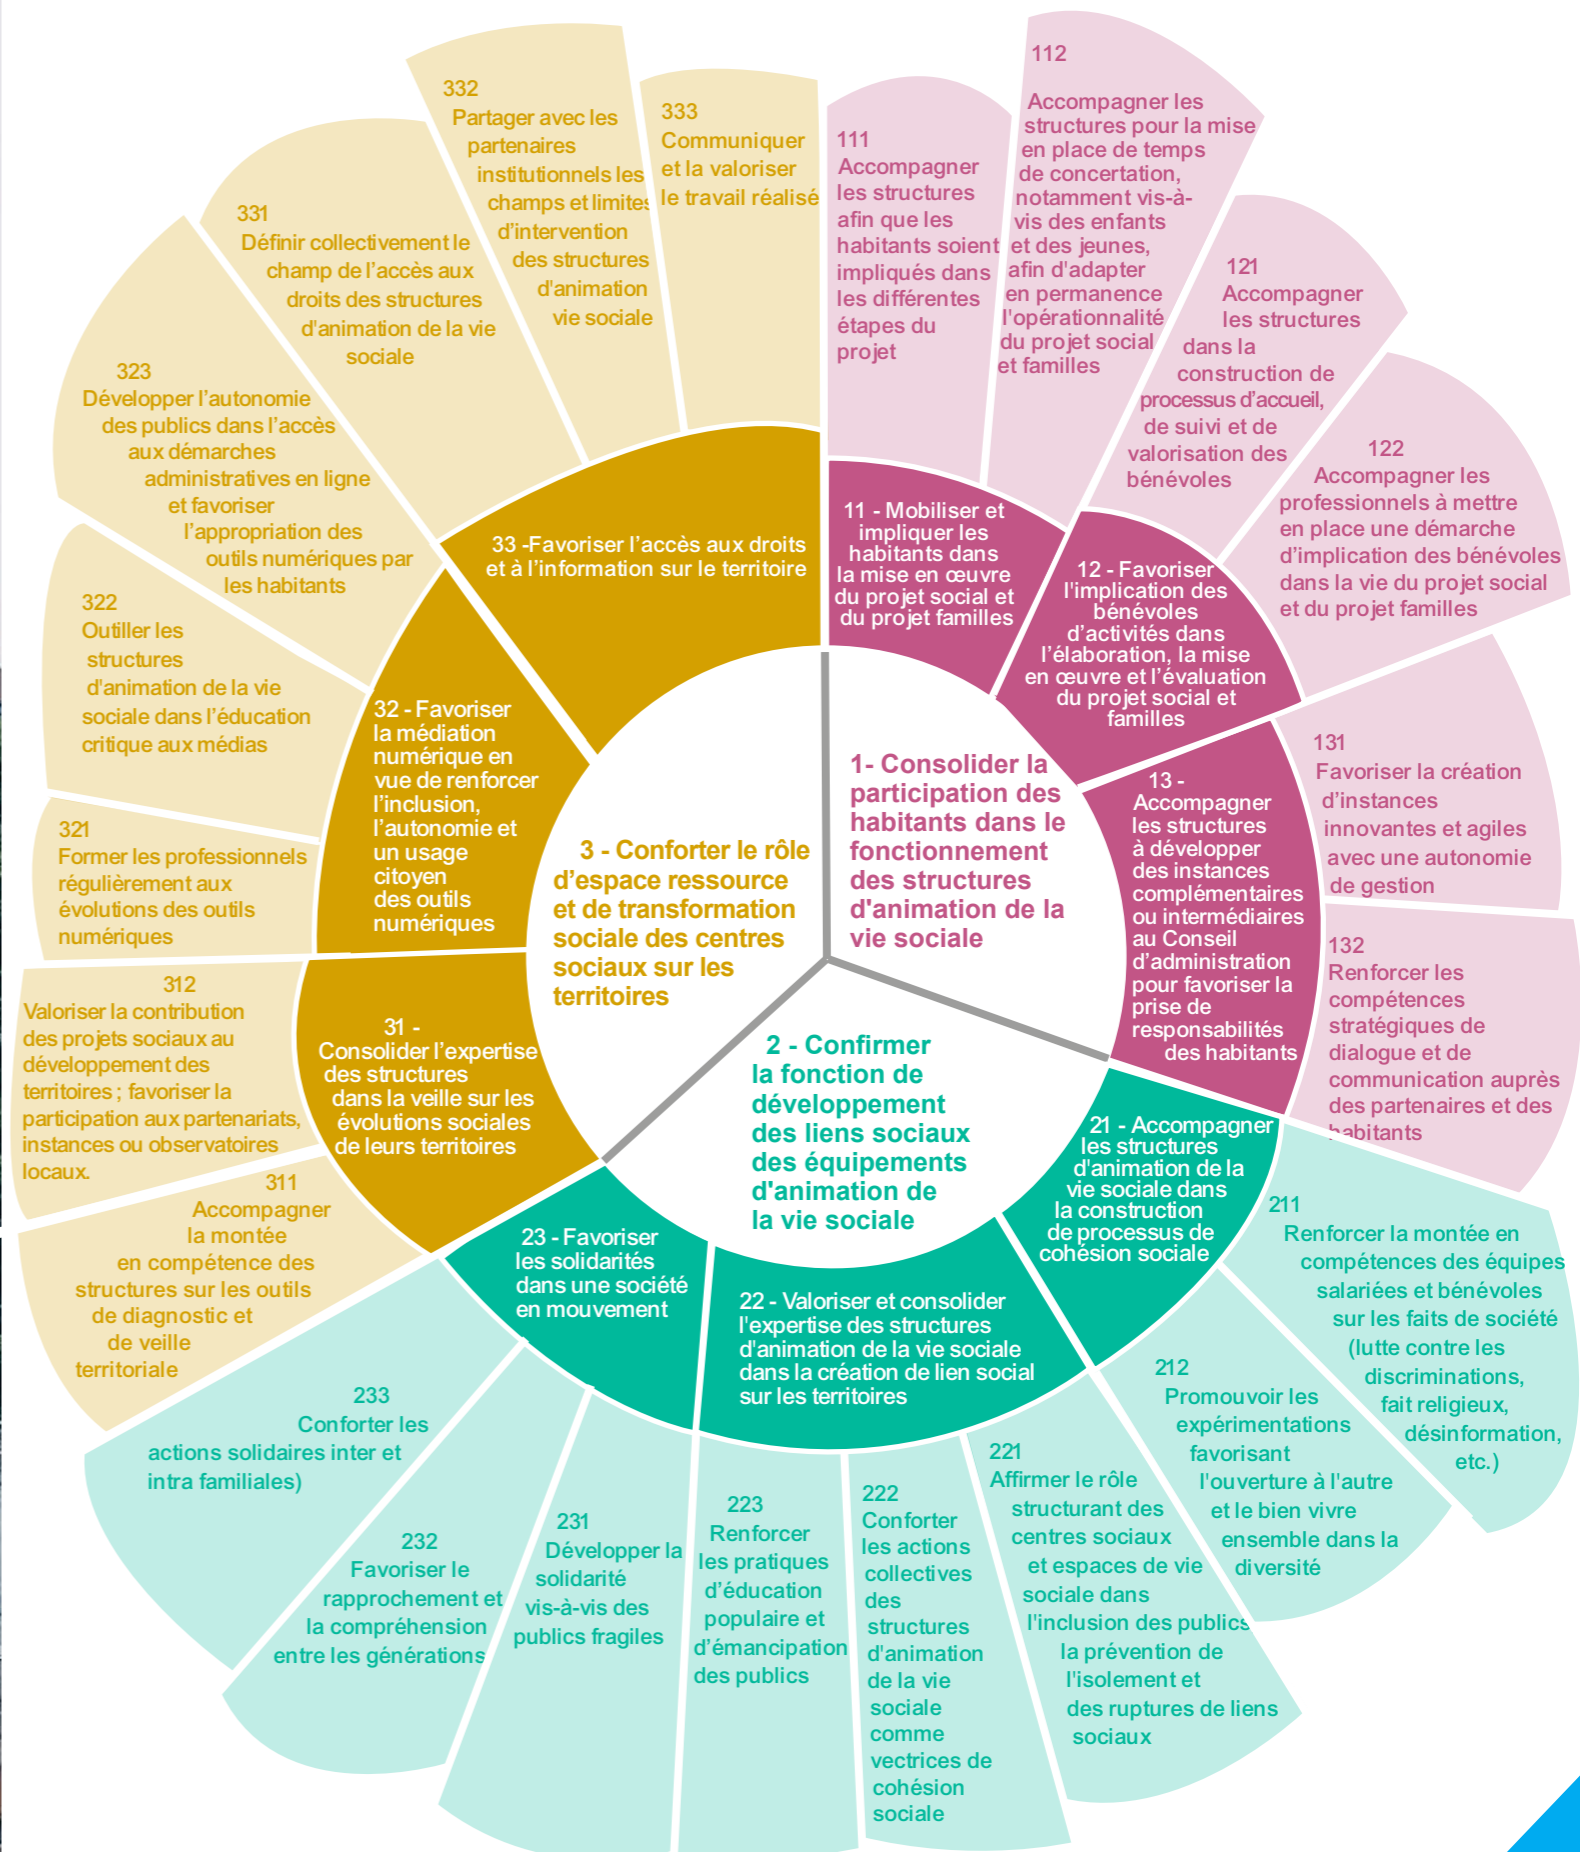 1- Consolider la
participation des
habitants dans le
fonctionnement
des structures
d'animation de la
vie sociale
11 - Mobiliser et
impliquer les
habitants dans
la mise en œuvre
du projet social et
du projet familles
111
Accompagner
les structures
afin que les
habitants soient
impliqués dans
les différentes
étapes du
projet
112
Accompagner les
structures pour la mise
en place de temps
de concertation,
notamment vis-à-
vis des enfants
et des jeunes,
afin d'adapter
en permanence
l'opérationnalité
du projet social
et familles
12 - Favoriser
l'implication des
bénévoles
d’activités dans
l’élaboration, la mise
en œuvre et l’évaluation
du projet social et
familles
121
Accompagner
les structures
dans la
construction de
processus d’accueil,
de suivi et de
valorisation des
bénévoles
122
Accompagner les
professionnels à mettre
en place une démarche
d’implication des bénévoles
dans la vie du projet social
et du projet familles
13 -
Accompagner
les structures
à développer
des instances
complémentaires
ou intermédiaires
au Conseil
d’administration
pour favoriser la
prise de
responsabilités
des habitants
131
Favoriser la création
d’instances
innovantes et agiles
avec une autonomie
de gestion
132
Renforcer les
compétences
stratégiques de
dialogue et de
communication auprès
des partenaires et des
habitants
2 - Confirmer
la fonction de
développement
des liens sociaux
des équipements
d'animation de
la vie sociale
21 - Accompagner
les structures
d'animation de la
vie sociale dans
la construction
de processus de
cohésion sociale
211
Renforcer la montée en
compétences des équipes
salariées et bénévoles
sur les faits de société
(lutte contre les
discriminations,
fait religieux,
désinformation,
etc.)
212
Promouvoir les
expérimentations
favorisant
l'ouverture à l'autre
et le bien vivre
ensemble dans la
diversité
22 - Valoriser et consolider
l'expertise des structures
d'animation de la vie sociale
dans la création de lien social
sur les territoires
221
Affirmer le rôle
structurant des
centres sociaux
et espaces de vie
sociale dans
l'inclusion des publics
la prévention de
l'isolement et
des ruptures de liens
sociaux
222
Conforter
les actions
collectives
des
structures
d'animation
de la vie
sociale
comme
vectrices de
cohésion
sociale
223
Renforcer
les pratiques
d’éducation
populaire et
d’émancipation
des publics
23 - Favoriser
les solidarités
dans une société
en mouvement
231
Développer la
solidarité
vis-à-vis des
publics fragiles
232
Favoriser le
rapprochement et
la compréhension
entre les générations
233
Conforter les
actions solidaires inter et
intra familiales)
3 - Conforter le rôle
d’espace ressource
et de transformation
sociale des centres
sociaux sur les
territoires
31 -
Consolider l’expertise
des structures
dans la veille sur les
évolutions sociales
de leurs territoires
311
Accompagner
la montée
en compétence des
structures sur les outils
de diagnostic et
de veille
territoriale
312
Valoriser la contribution
des projets sociaux au
développement des
territoires ; favoriser la
participation aux partenariats,
instances ou observatoires
locaux.
32 - Favoriser
la médiation
numérique en
vue de renforcer
l’inclusion,
l’autonomie et
un usage
citoyen
des outils
numériques
321
Former les professionnels
régulièrement aux
évolutions des outils
numériques
322
Outiller les
structures
d'animation de la vie
sociale dans l’éducation
critique aux médias
323
Développer l’autonomie
des publics dans l’accès
aux démarches
administratives en ligne
et favoriser
l’appropriation des
outils numériques par
les habitants
33 -Favoriser l’accès aux droits
et à l’information sur le territoire
331
Définir collectivement le
champ de l’accès aux
droits des structures
d'animation de la vie
sociale
332
Partager avec les
partenaires
institutionnels les
champs et limites
d’intervention
des structures
d'animation
vie sociale
333
Communiquer
et la valoriser
le travail réalisé